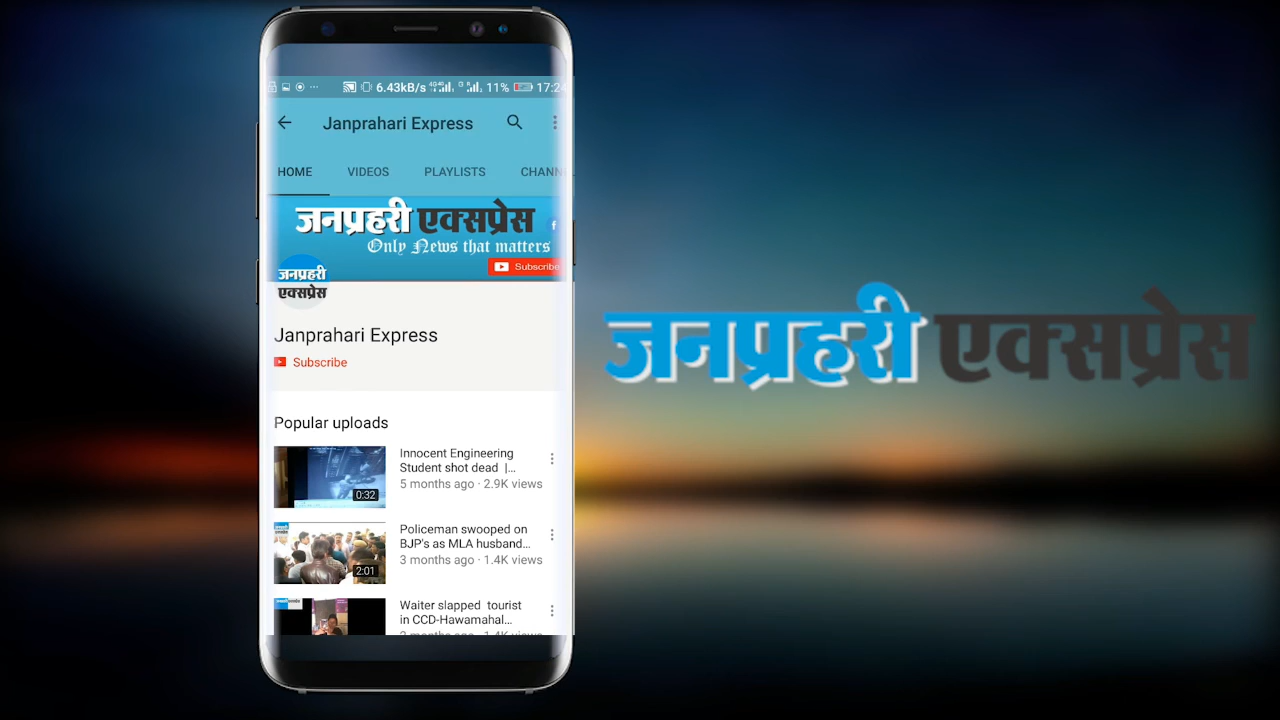 6.43kB/s 11% 17:24
Janprahari Express
HOME VIDEOS PLAYLISTS
जनप्रहरी एक्सप्रेस
Only News that matters
Subscribe
जनप्रहरी
एक्सप्रेस
Janprahari Express
Subscribe
Popular uploads
Innocent Engineering
Student shot dead |...
5 months ago · 2.9K views
0:32
Policeman swooped on
BJP's as MLA husband...
3 months ago · 1.4K views
2:01
Waiter slapped tourist
in CCD-Hawamahal...
जनप्रहरी एक्सप्रेस